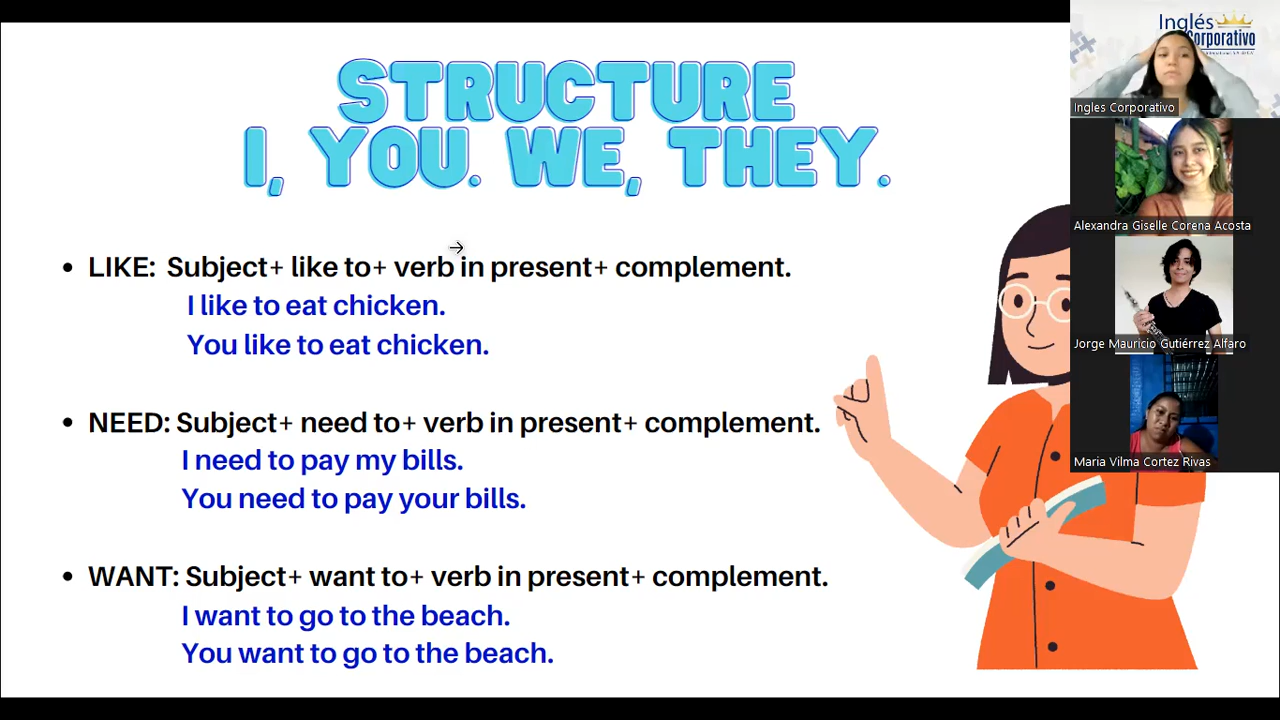 STRUCTURE
I, YOU. WE, THEY.
• LIKE: Subject+ like to+ verb in present+ complement.
I like to eat chicken.
You like to eat chicken.
• NEED: Subject+ need to+ verb in present+ complement.
I need to pay my bills.
You need to pay your bills.
• WANT: Subject+ want to+ verb in present+ complement.
I want to go to the beach.
You want to go to the beach.
Inglés
Corporativo
Ingles Corporativo
Alexandra Giselle Corena Acosta
Jorge Mauricio Gutiérrez Alfaro
Maria Vilma Cortez Rivas